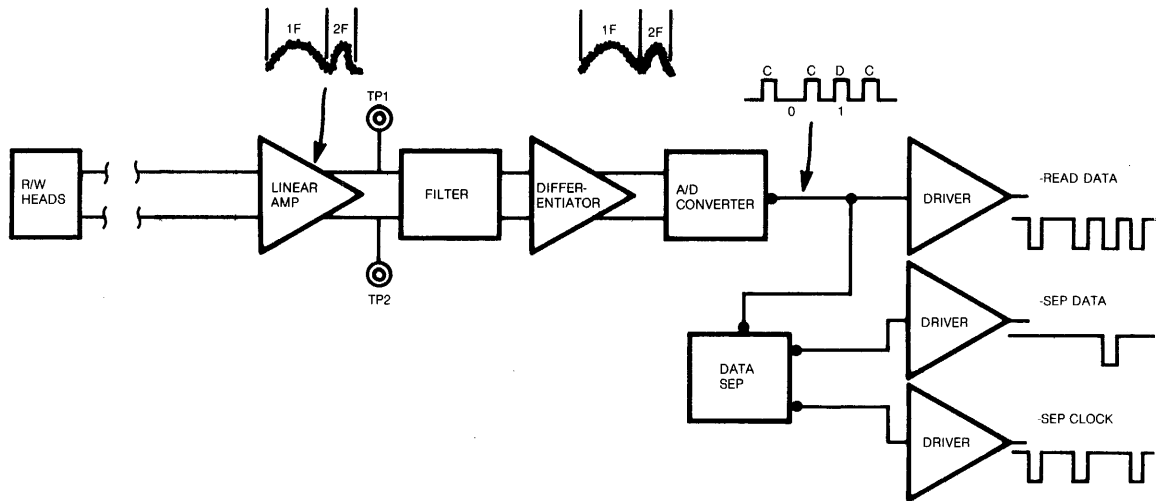 1F 2F
1F 2F
C C D C
0 1
TP1
R/W
HEADS
LINEAR
AMP
FILTER
DIFFER-
ENTIATOR
A/D
CONVERTER
DRIVER
-READ DATA
TP2
DRIVER
-SEP DATA
DATA
SEP
DRIVER
-SEP CLOCK